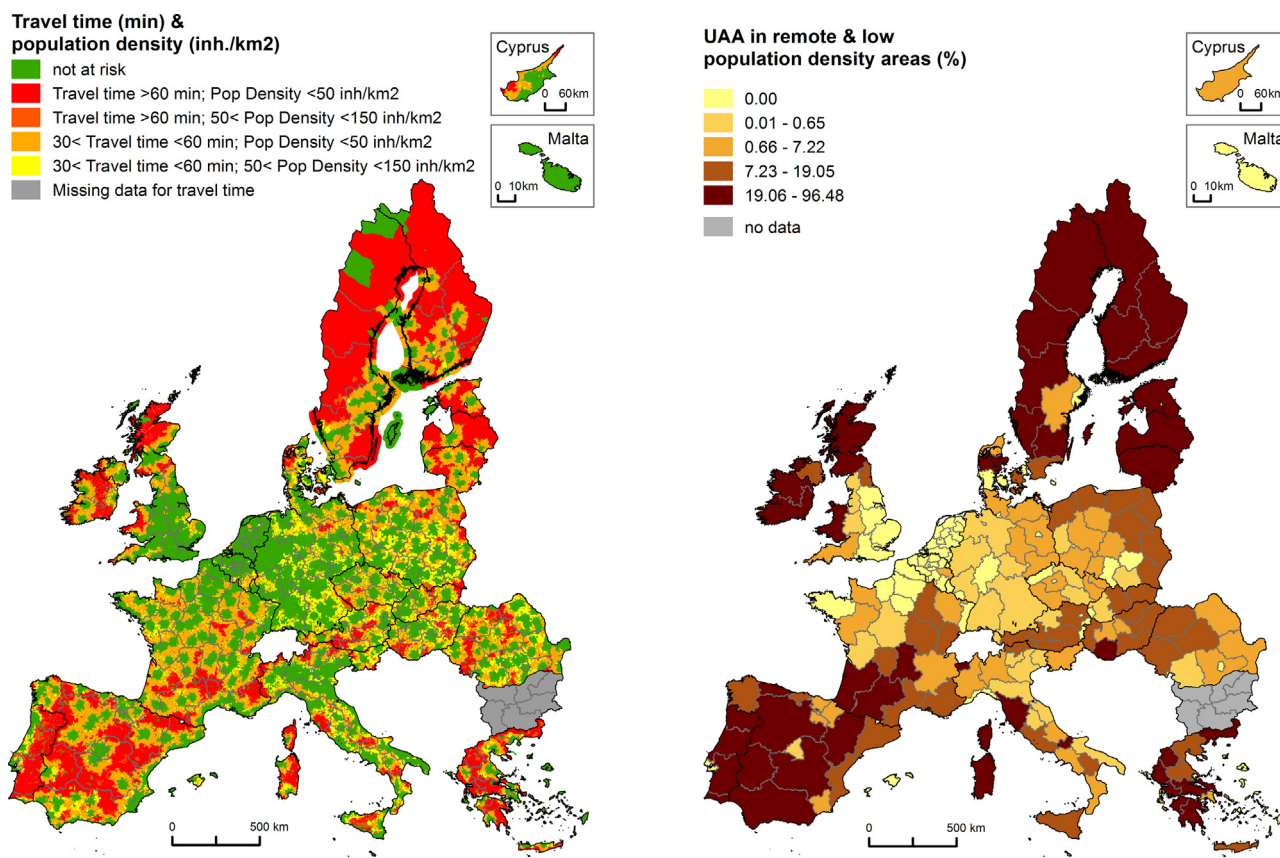 Travel time (min) &
population density (inh./km2)
not at risk
Travel time >60 min; Pop Density <50 inh/km2
Travel time >60 min; 50< Pop Density <150 inh/km2
30< Travel time <60 min; Pop Density <50 inh/km2
30< Travel time <60 min; 50< Pop Density <150 inh/km2
Missing data for travel time
Cyprus
0 60km
Malta
0 10km
0 500 km
UAA in remote & low
population density areas (%)
0.00
0.01 - 0.65
0.66 - 7.22
7.23 - 19.05
19.06 - 96.48
no data
Cyprus
0 60km
Malta
0 10km
0 500 km